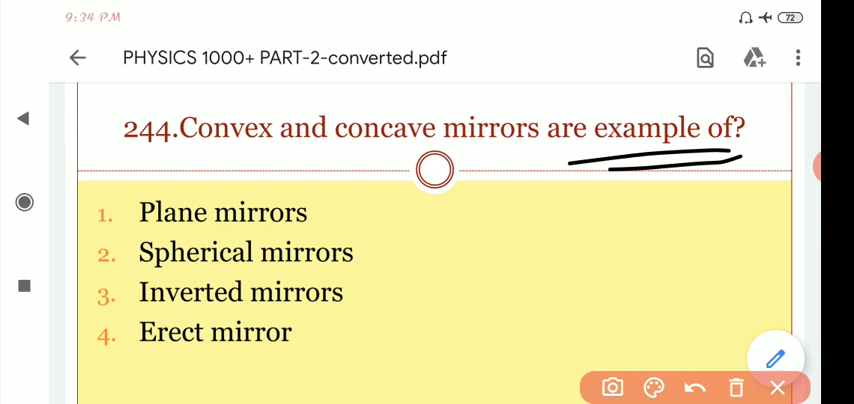 9:34 PM
72
PHYSICS 1000+ PART-2-converted.pdf
244.Convex and concave mirrors are example of?
1. Plane mirrors
2. Spherical mirrors
3. Inverted mirrors
4. Erect mirror